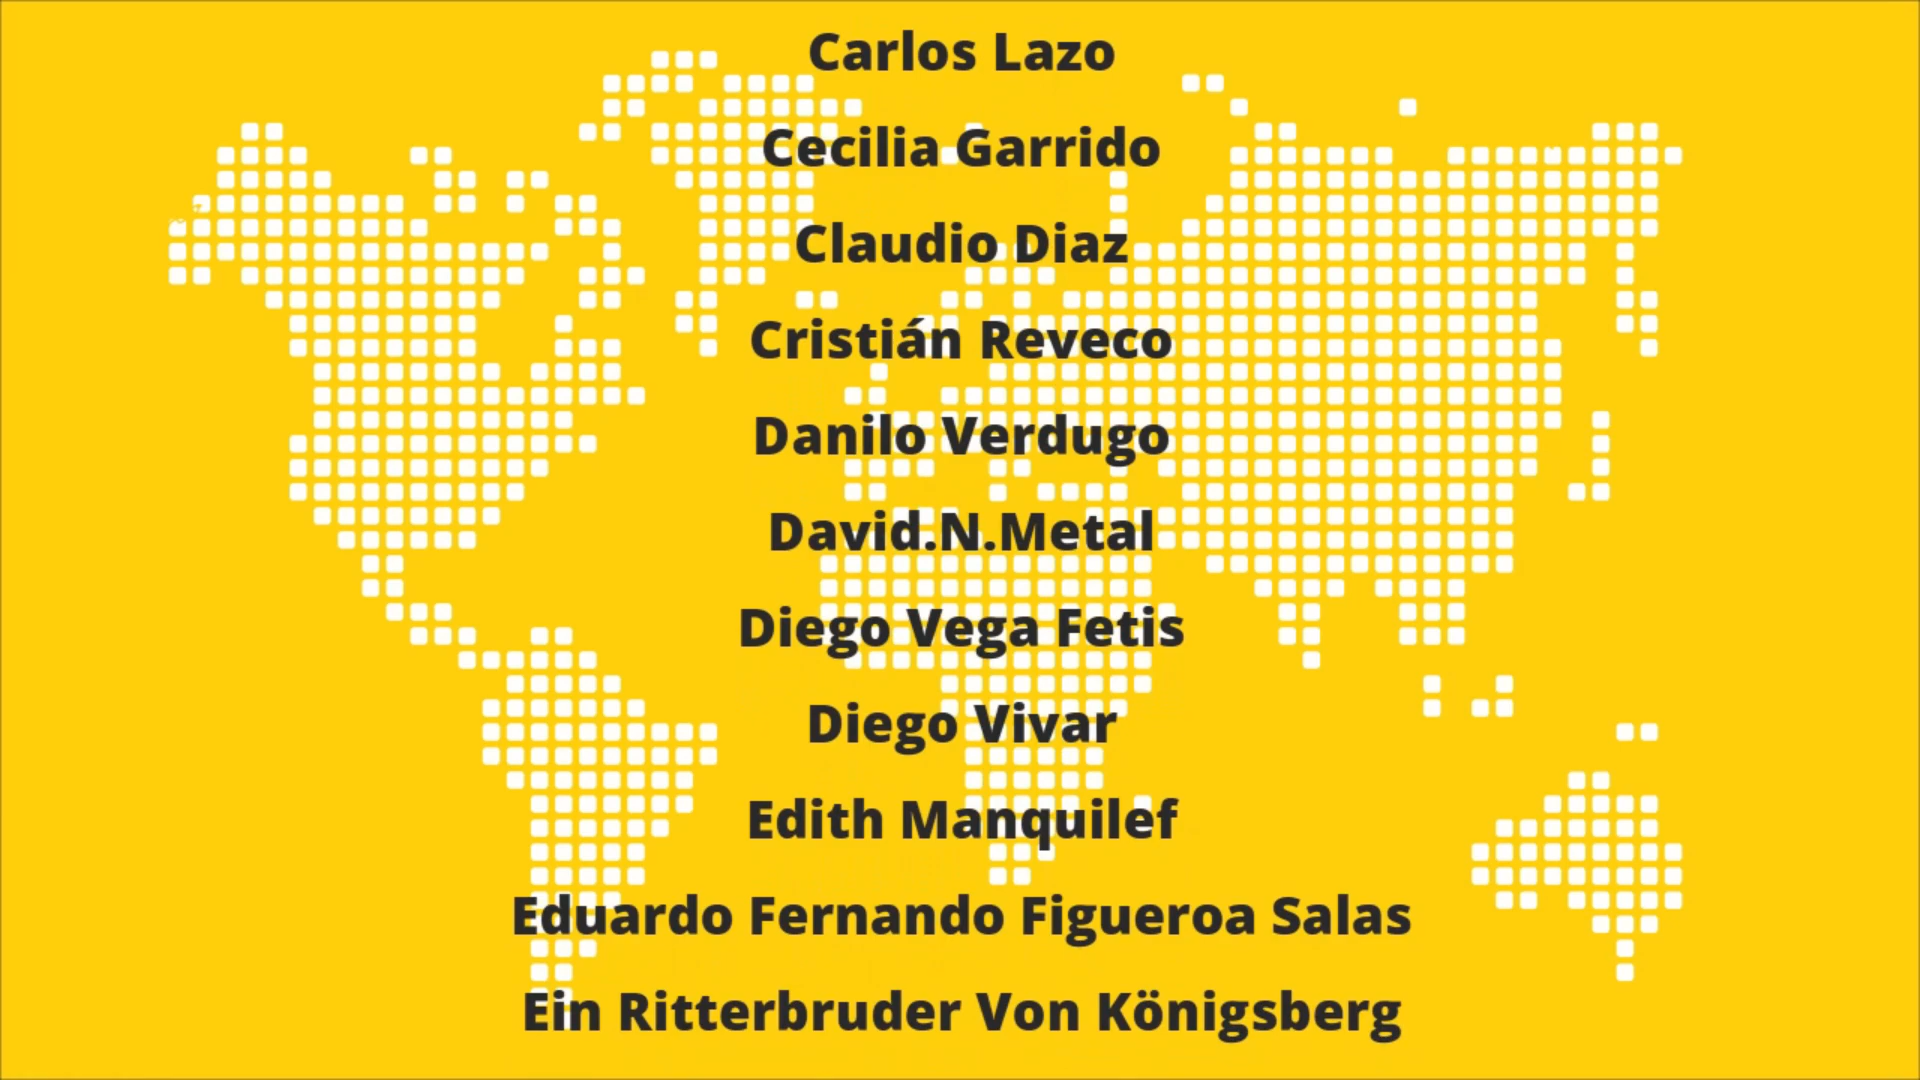 Carlos Lazo
Cecilia Garrido
Claudio Diaz
Cristián Reveco
Danilo Verdugo
David.N.Metal
Diego Vega Fetis
Diego Vivar
Edith Manquilef
Eduardo Fernando Figueroa Salas
Ein Ritterbruder Von Königsberg